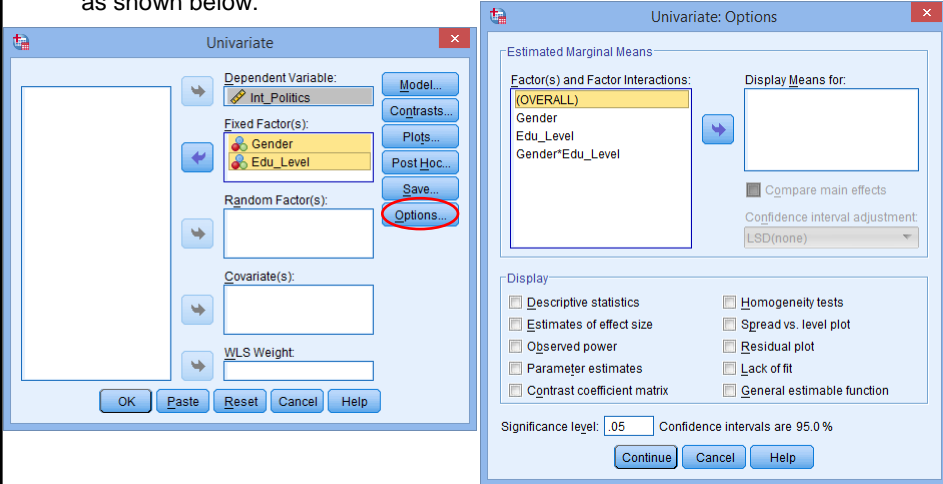 as shown below.
Univariate
Dependent Variable:
Int_Politics
Fixed Factor(s):
Gender
Edu_Level
Random Factor(s):
Covariate(s):
WLS Weight:
Model...
Contrasts...
Plots...
Post Hoc...
Save...
Options...
OK Paste Reset Cancel Help
Univariate: Options
Estimated Marginal Means
Factor(s) and Factor Interactions:
(OVERALL)
Gender
Edu_Level
Gender*Edu_Level
Display Means for:
Compare main effects
Confidence interval adjustment:
LSD(none)
Display
Descriptive statistics
Estimates of effect size
Observed power
Parameter estimates
Contrast coefficient matrix
Homogeneity tests
Spread vs. level plot
Residual plot
Lack of fit
General estimable function
Significance level: .05 Confidence intervals are 95.0 %
Continue Cancel Help